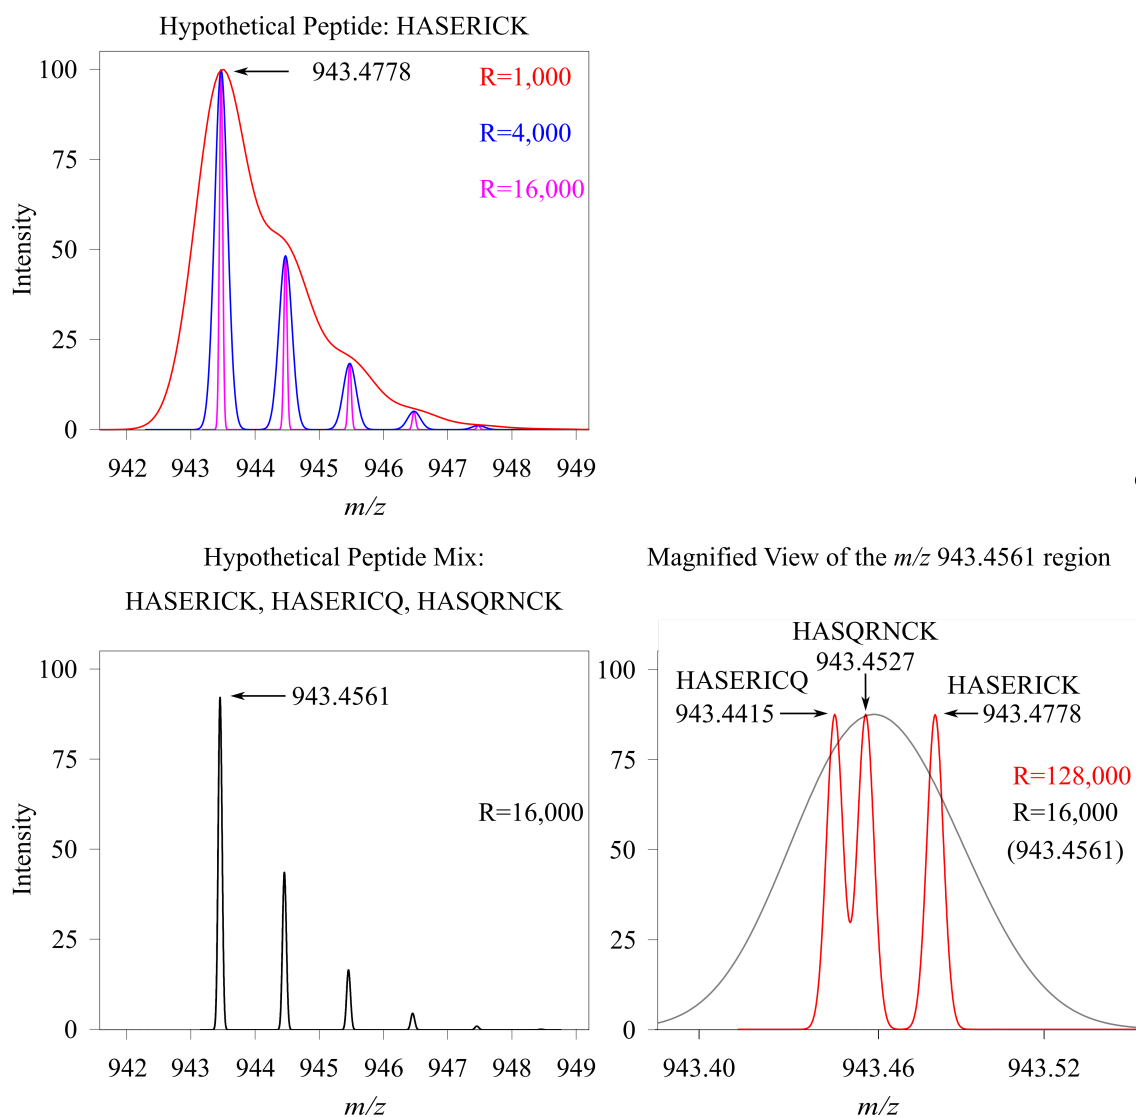 Hypothetical Peptide: HASERICK
100
75
50
25
0
Intensity
943.4778
R=1,000
R=4,000
R=16,000
942 943 944 945 946 947 948 949
m/z
Hypothetical Peptide Mix:
HASERICK, HASERICQ, HASQRNCK
100
75
50
25
0
Intensity
943.4561
R=16,000
942 943 944 945 946 947 948 949
m/z
Magnified View of the m/z 943.4561 region
100
75
50
25
0
HASQRNCK
943.4527
HASERICQ
943.4415
HASERICK
943.4778
R=128,000
R=16,000
(943.4561)
943.40 943.46 943.52
m/z